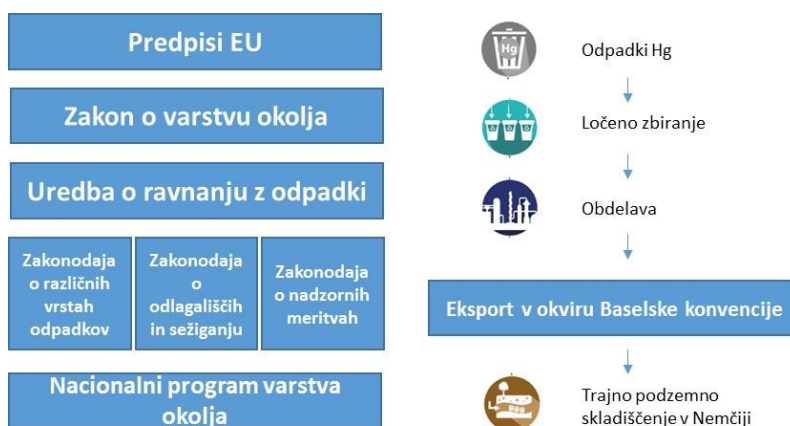 Predpisi EU
Zakon o varstvu okolja
Uredba o ravnanju z odpadki
Zakonodaja
o različnih
vrstah
odpadkov
Zakonodaja
o
odlagališčih
in sežiganju
Zakonodaja
o nadzornih
meritvah
Nacionalni program varstva
okolja
Hg
Odpadki Hg
Ločeno zbiranje
Obdelava
Eksport v okviru Baselske konvencije
Trajno podzemno
skladiščenje v Nemčiji